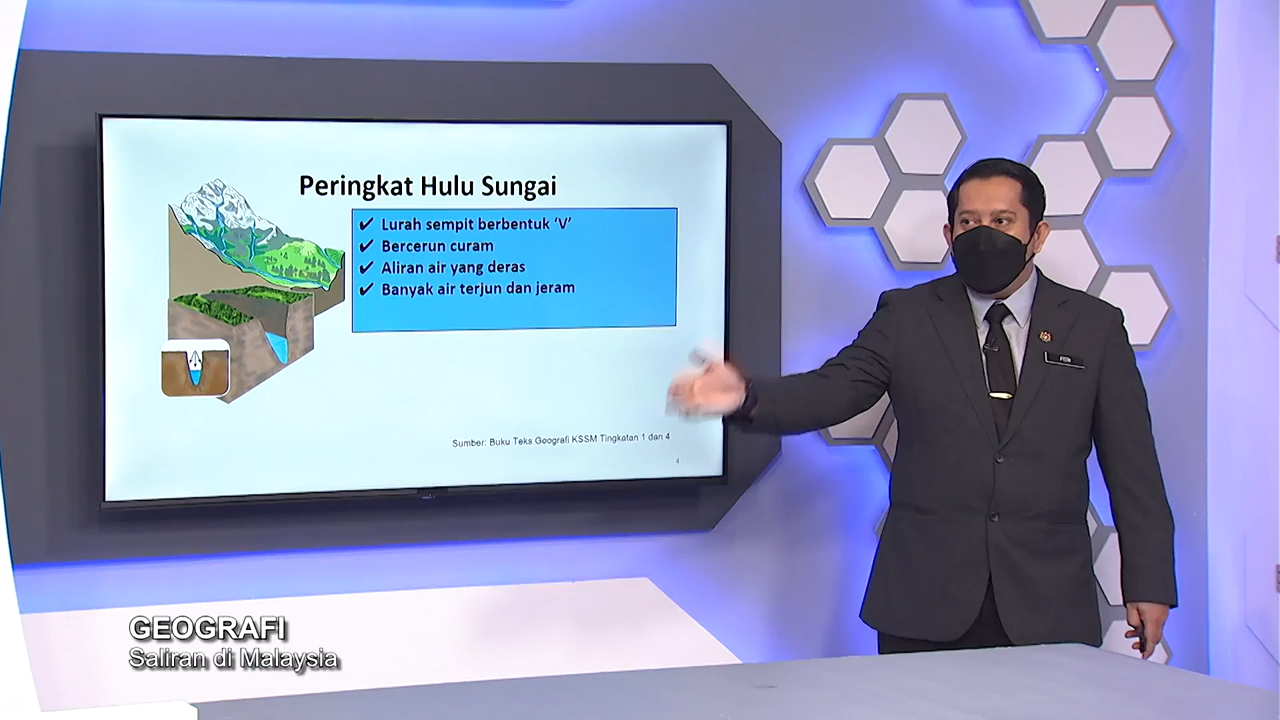 Peringkat Hulu Sungai
✔ Lurah sempit berbentuk ‘V’
✔ Bercerun curam
✔ Aliran air yang deras
✔ Banyak air terjun dan jeram
Sumber: Buku Teks Geografi KSSM Tingkatan 1 dan 4
4
GEOGRAFI
Saliran di Malaysia